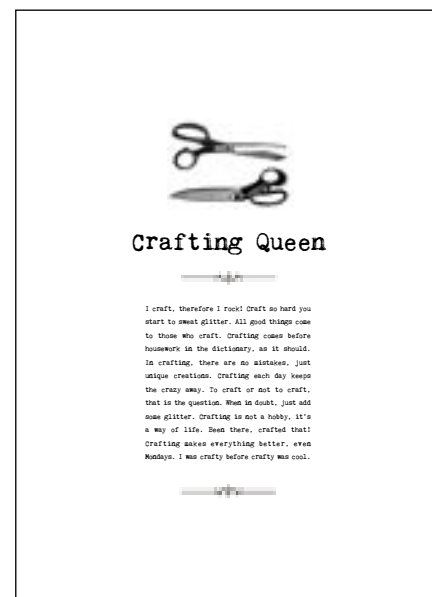 Crafting Queen
I craft, therefore I rock! Craft so hard you
start to sweat glitter. All good things come
to those who craft. Crafting comes before
housework in the dictionary, as it should.
In crafting, there are no mistakes, just
unique creations. Crafting each day keeps
the crazy away. To craft or not to craft,
that is the question. When in doubt, just add
some glitter. Crafting is not a hobby, it's
a way of life. Been there, crafted that!
Crafting makes everything better, even
Mondays. I was crafty before crafty was cool.